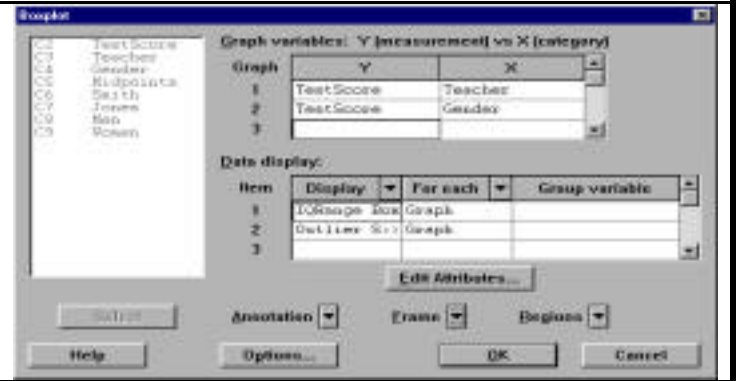 Boxplot
C2 TestScore
C3 Teacher
C4 Gender
C5 Midpoints
C6 Smith
C7 Jones
C8 Men
C9 Women
Graph variables: Y (measurement) vs X (category)
Graph Y X
1 TestScore Teacher
2 TestScore Gender
3
Data display:
Item Display For each Group variable
1 IQRange Box Graph
2 Outlier S Graph
3
Edit Attributes...
Select
Annotation Frame Regions
Help Options... OK Cancel